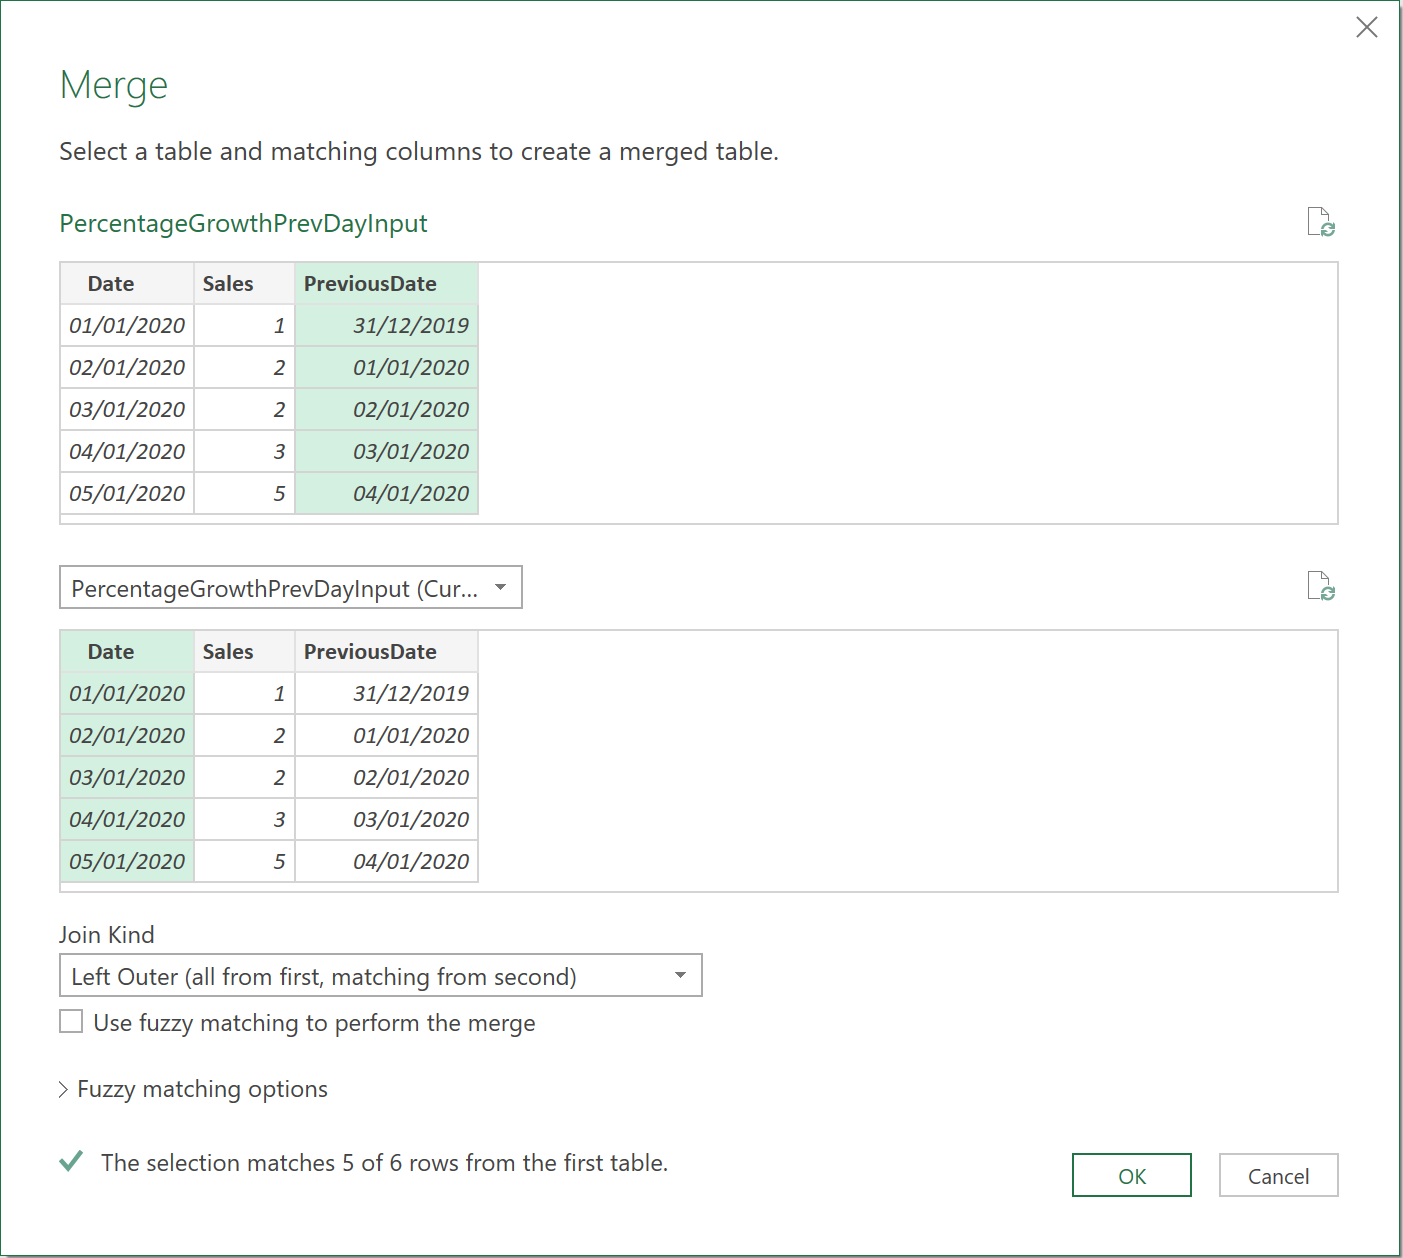 Merge
Select a table and matching columns to create a merged table.
PercentageGrowthPrevDayInput
Date Sales PreviousDate
01/01/2020 1 31/12/2019
02/01/2020 2 01/01/2020
03/01/2020 2 02/01/2020
04/01/2020 3 03/01/2020
05/01/2020 5 04/01/2020
PercentageGrowthPrevDayInput (Cur...
Date Sales PreviousDate
01/01/2020 1 31/12/2019
02/01/2020 2 01/01/2020
03/01/2020 2 02/01/2020
04/01/2020 3 03/01/2020
05/01/2020 5 04/01/2020
Join Kind
Left Outer (all from first, matching from second)
Use fuzzy matching to perform the merge
Fuzzy matching options
The selection matches 5 of 6 rows from the first table.
OK Cancel